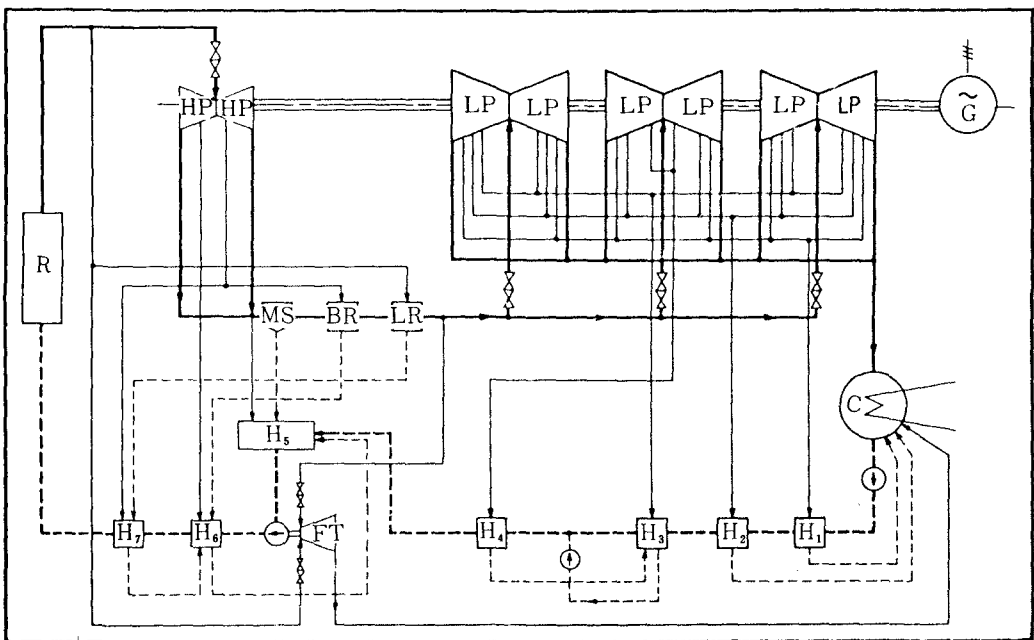 HP HP
LP LP LP LP LP LP
~
G
R
MS BR LR
C
H₅
H₇ H₆ FT H₄ H₃ H₂ H₁